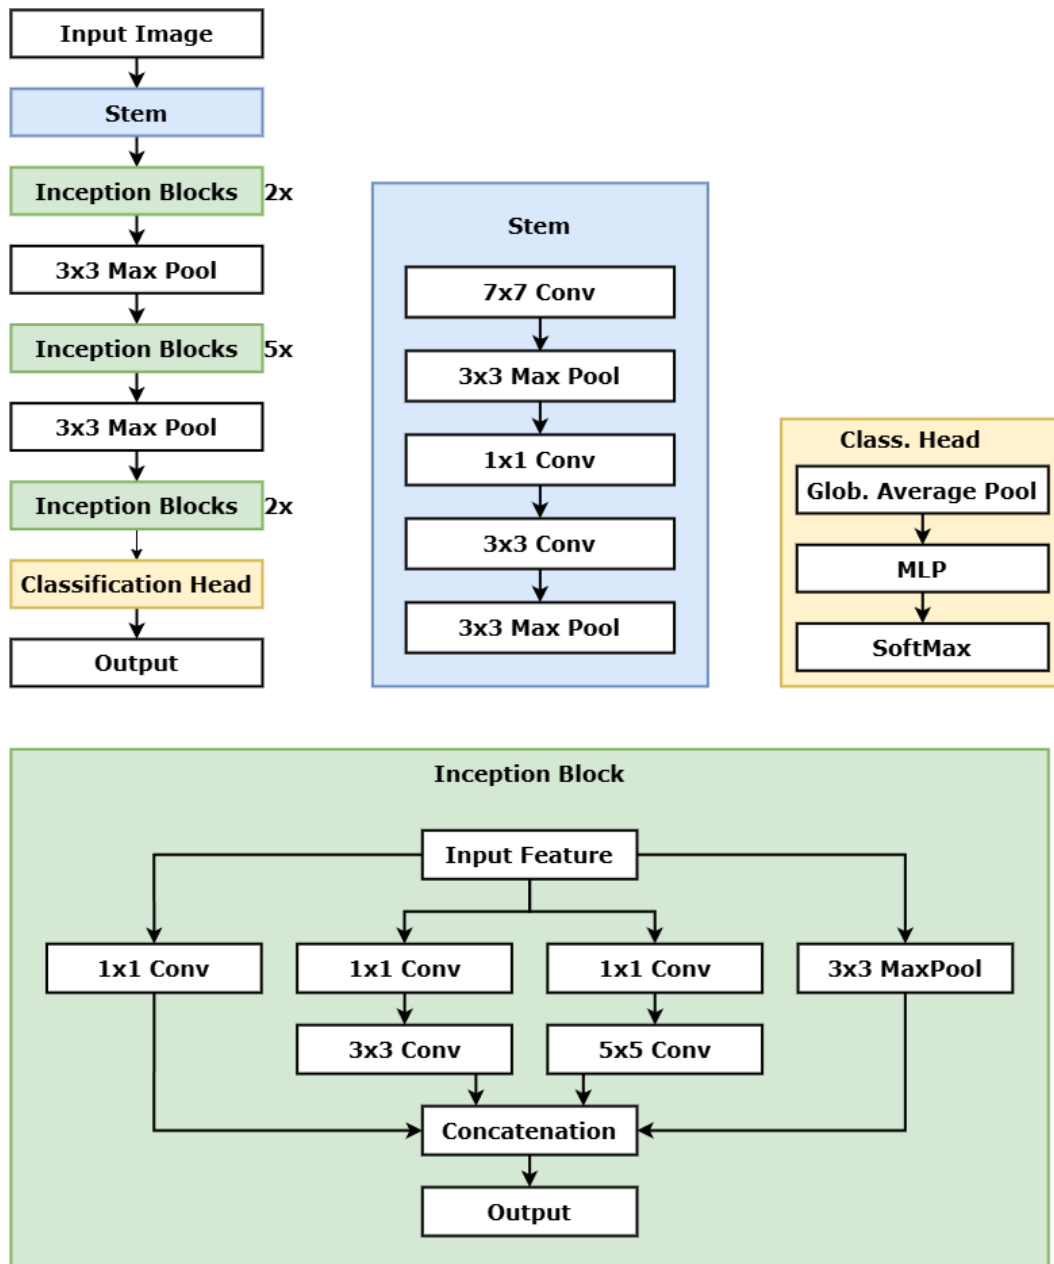 Input Image
Stem
Inception Blocks 2x
3x3 Max Pool
Inception Blocks 5x
3x3 Max Pool
Inception Blocks 2x
Classification Head
Output
Stem
7x7 Conv
3x3 Max Pool
1x1 Conv
3x3 Conv
3x3 Max Pool
Class. Head
Glob. Average Pool
MLP
SoftMax
Inception Block
Input Feature
1x1 Conv
1x1 Conv
1x1 Conv
3x3 MaxPool
3x3 Conv
5x5 Conv
Concatenation
Output